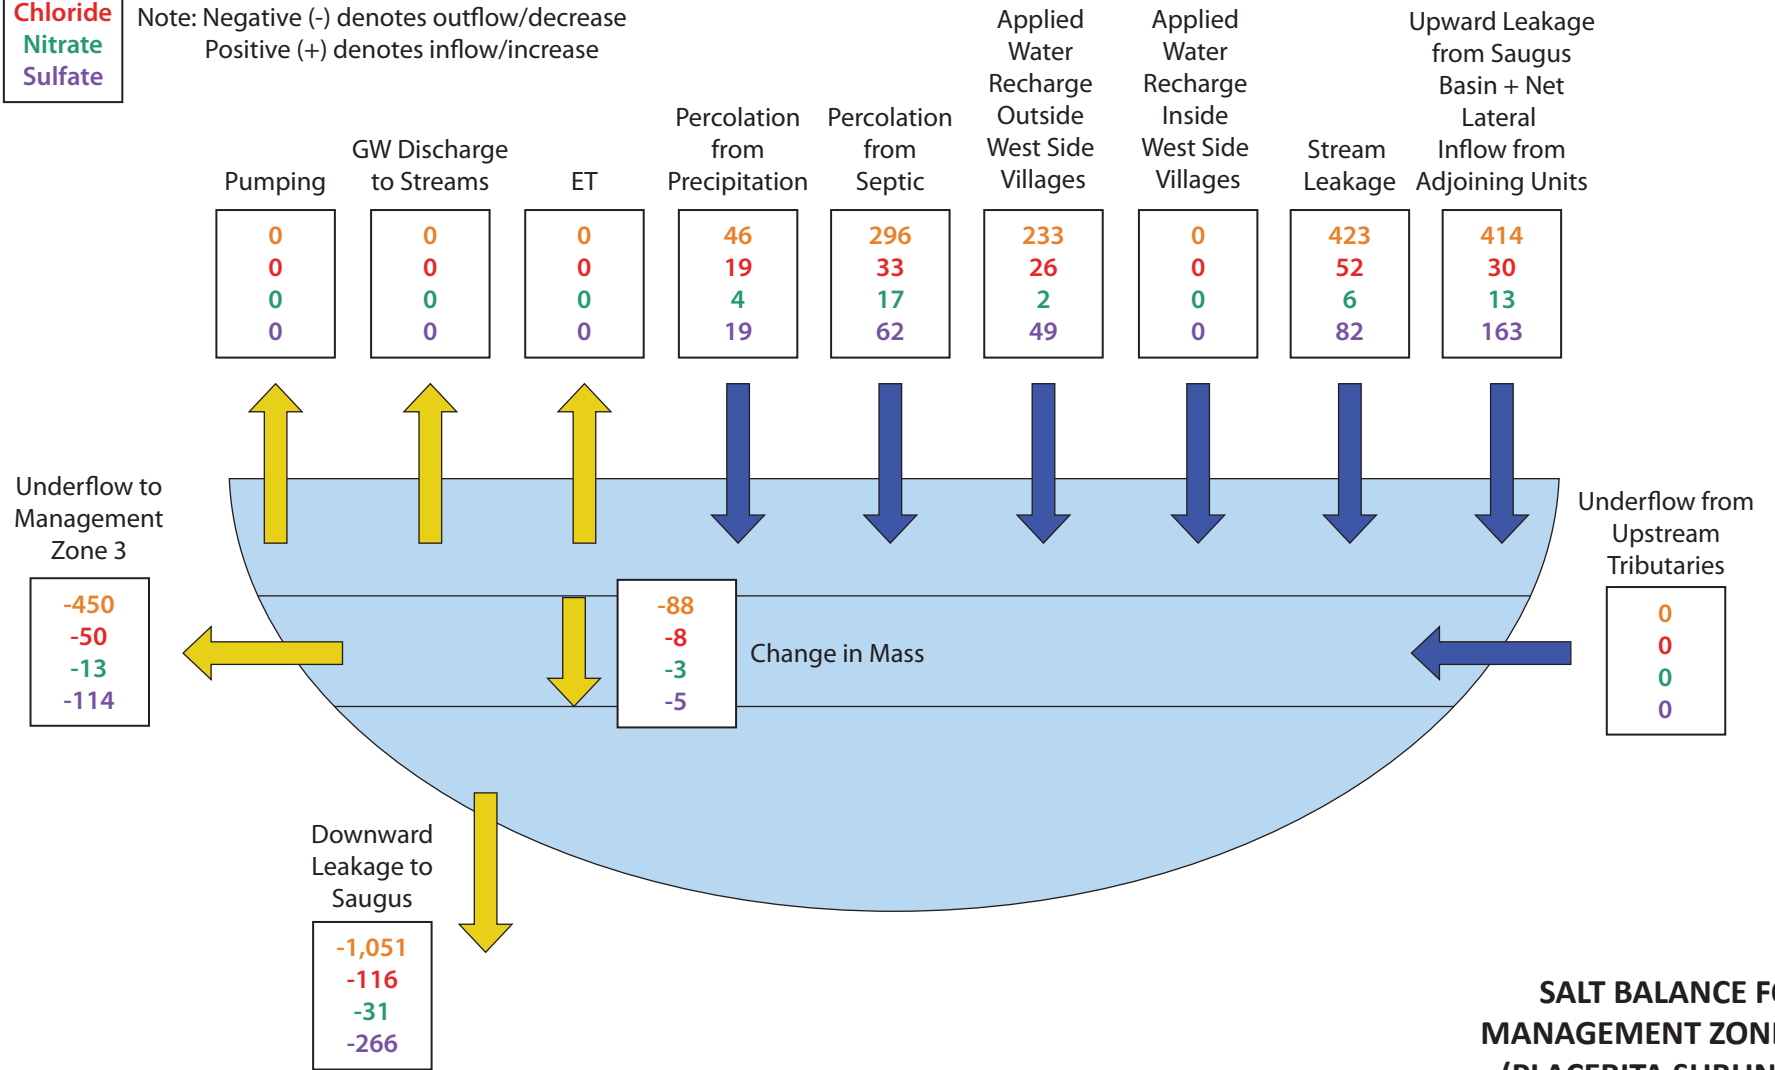 Chloride
Nitrate
Sulfate
Note: Negative (-) denotes outflow/decrease
Positive (+) denotes inflow/increase
Pumping
GW Discharge
to Streams
ET
Percolation
from
Precipitation
Percolation
from
Septic
Applied
Water
Recharge
Outside
West Side
Villages
Applied
Water
Recharge
Inside
West Side
Villages
Stream
Leakage
Upward Leakage
from Saugus
Basin + Net
Lateral
Inflow from
Adjoining Units
0
0
0
0
0
0
0
0
0
0
0
0
46
19
4
19
296
33
17
62
233
26
2
49
0
0
0
0
423
52
6
82
414
30
13
163
Underflow to
Management
Zone 3
-450
-50
-13
-114
-88
-8
-3
-5
Change in Mass
Underflow from
Upstream
Tributaries
0
0
0
0
Downward
Leakage to
Saugus
-1,051
-116
-31
-266
SALT BALANCE
MANAGEMENT
(PLACERITA